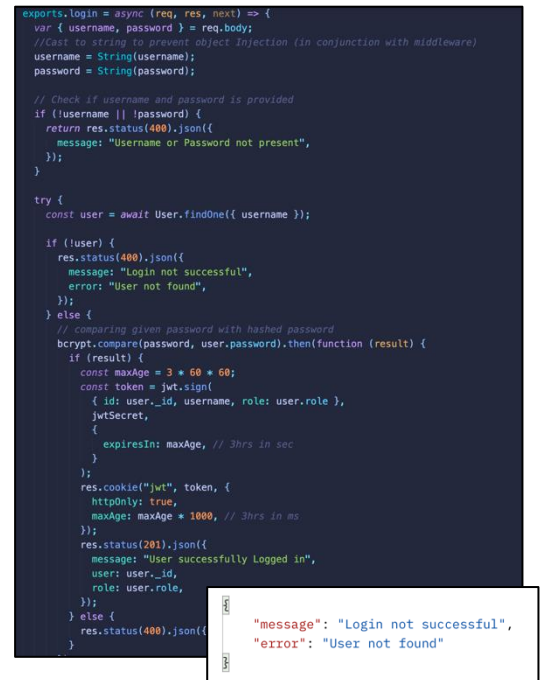 exports.login = async (req, res, next) => {
var { username, password } = req.body;
//Cast to string to prevent object Injection (in conjunction with middleware)
username = String(username);
password = String(password);
// Check if username and password is provided
if (!username || !password) {
return res.status(400).json({
message: "Username or Password not present",
});
}
try {
const user = await User.findOne({ username });
if (!user) {
res.status(400).json({
message: "Login not successful",
error: "User not found",
});
} else {
// comparing given password with hashed password
bcrypt.compare(password, user.password).then(function (result) {
if (result) {
const maxAge = 3 * 60 * 60;
const token = jwt.sign(
{ id: user._id, username, role: user.role },
jwtSecret,
{
expiresIn: maxAge, // 3hrs in sec
}
);
res.cookie("jwt", token, {
httpOnly: true,
maxAge: maxAge * 1000, // 3hrs in ms
});
res.status(201).json({
message: "User successfully Logged in",
user: user._id,
role: user.role,
});
} else {
res.status(400).json({
}
{
"message": "Login not successful",
"error": "User not found"
}